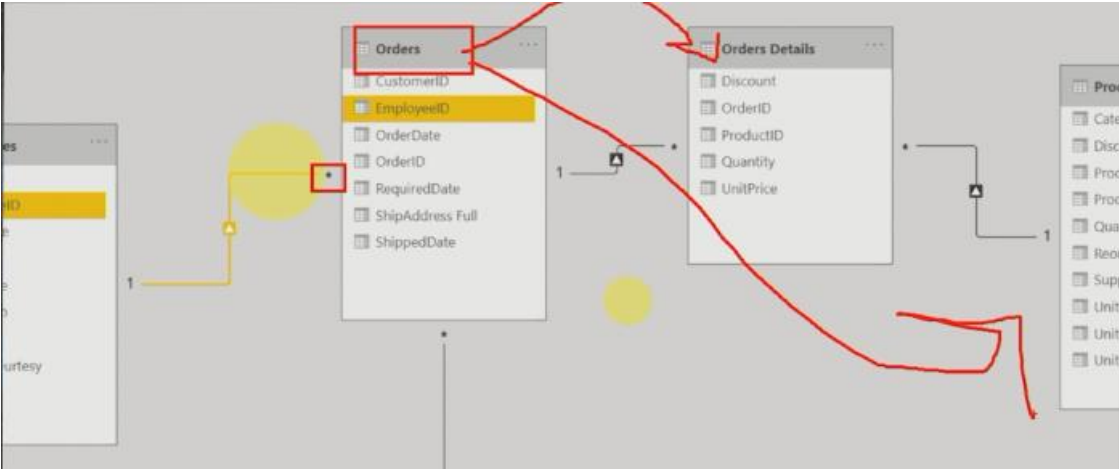 Orders
CustomerID
EmployeeID
OrderDate
OrderID
RequiredDate
ShipAddress Full
ShippedDate
Orders Details
Discount
OrderID
ProductID
Quantity
UnitPrice
1
1
1